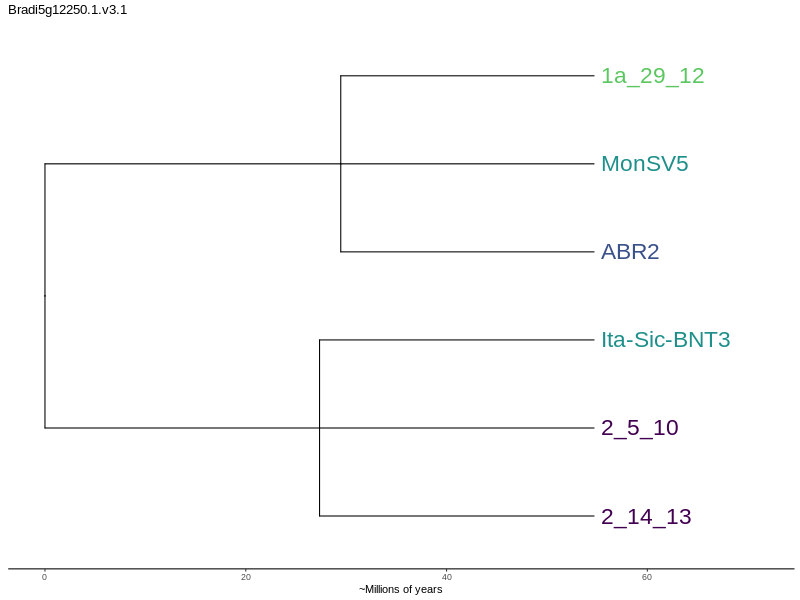 Bradi5g12250.1.v3.1
1a_29_12
MonSV5
ABR2
Ita-Sic-BNT3
2_5_10
2_14_13
0 20 40 60
~Millions of years